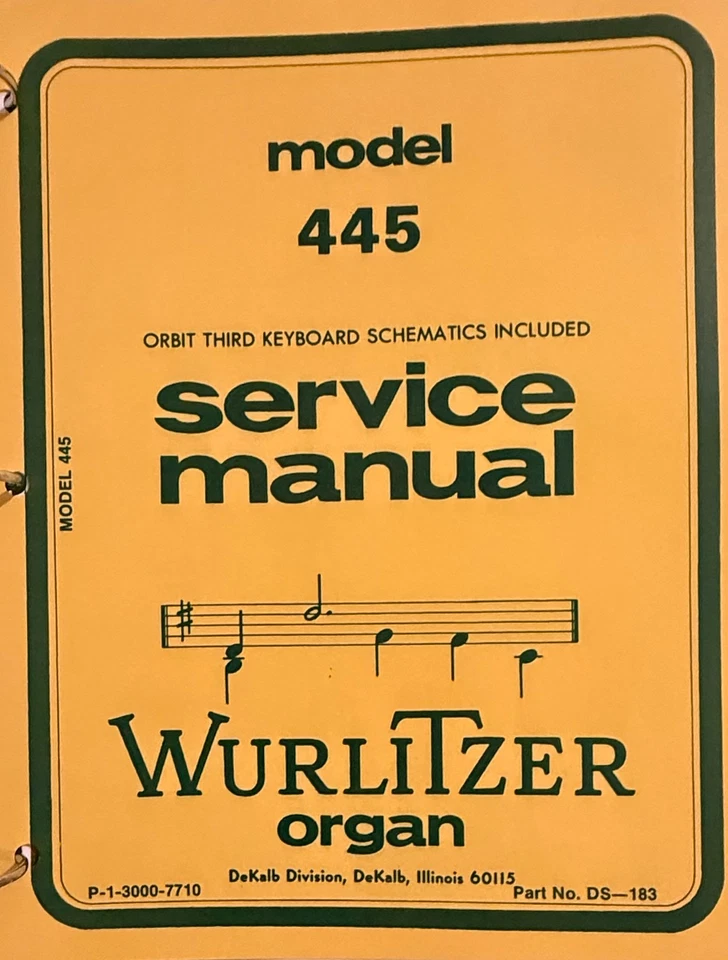 model
445
ORBIT THIRD KEYBOARD SCHEMATICS INCLUDED
service
manual
MODEL 445
WURLITZER
organ
DeKalb Division, DeKalb, Illinois 60115
P-1-3000-7710
Part No. DS—183